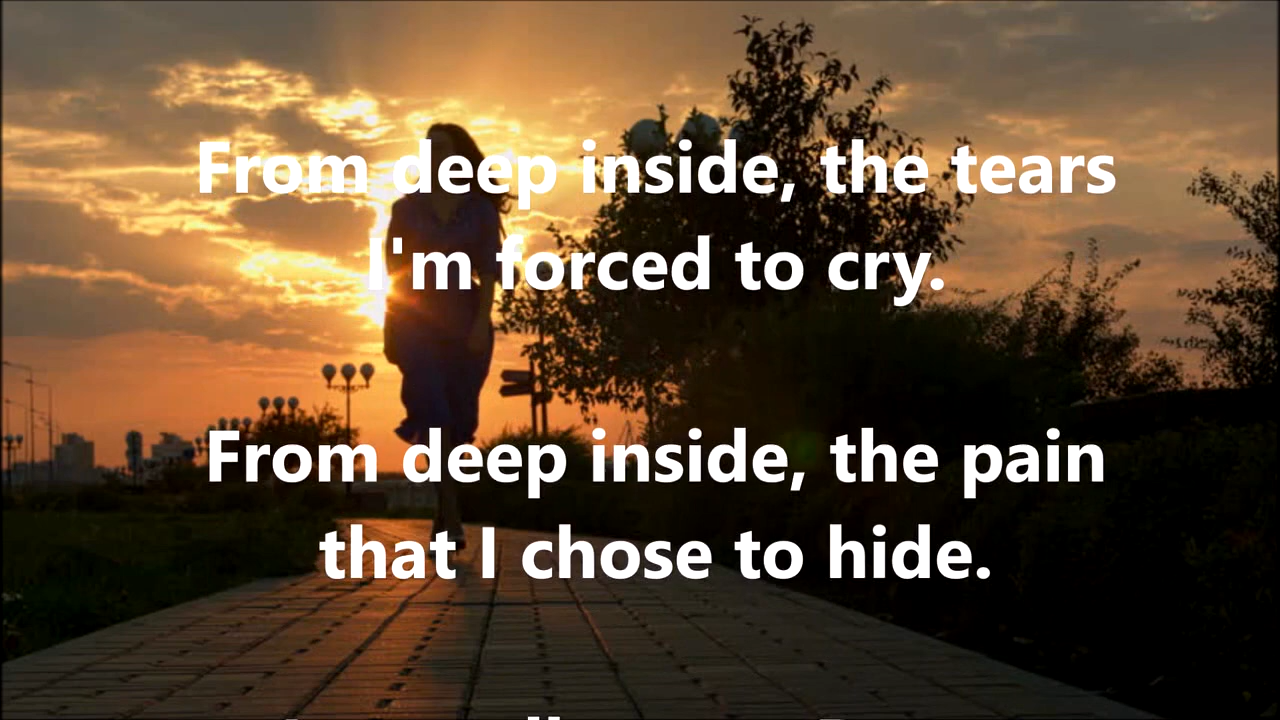 From deep inside, the tears
I'm forced to cry.
From deep inside, the pain
that I chose to hide.